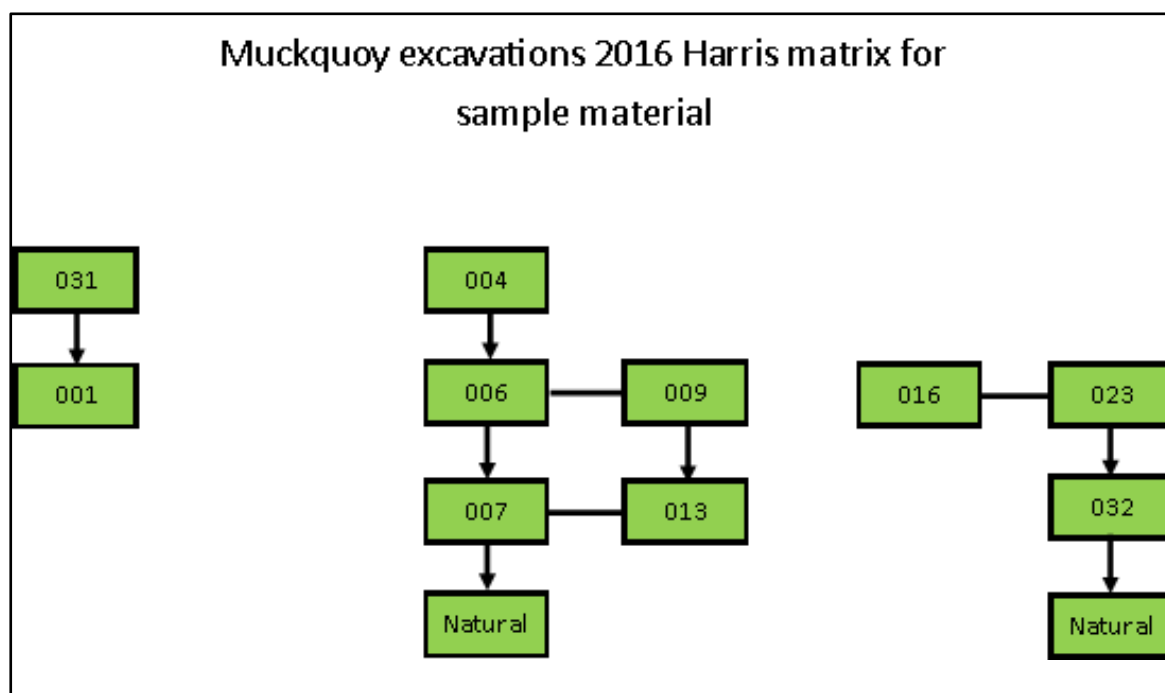 Muckquoy excavations 2016 Harris matrix for
sample material
031
004
001
006
009
016
023
007
013
032
Natural
Natural